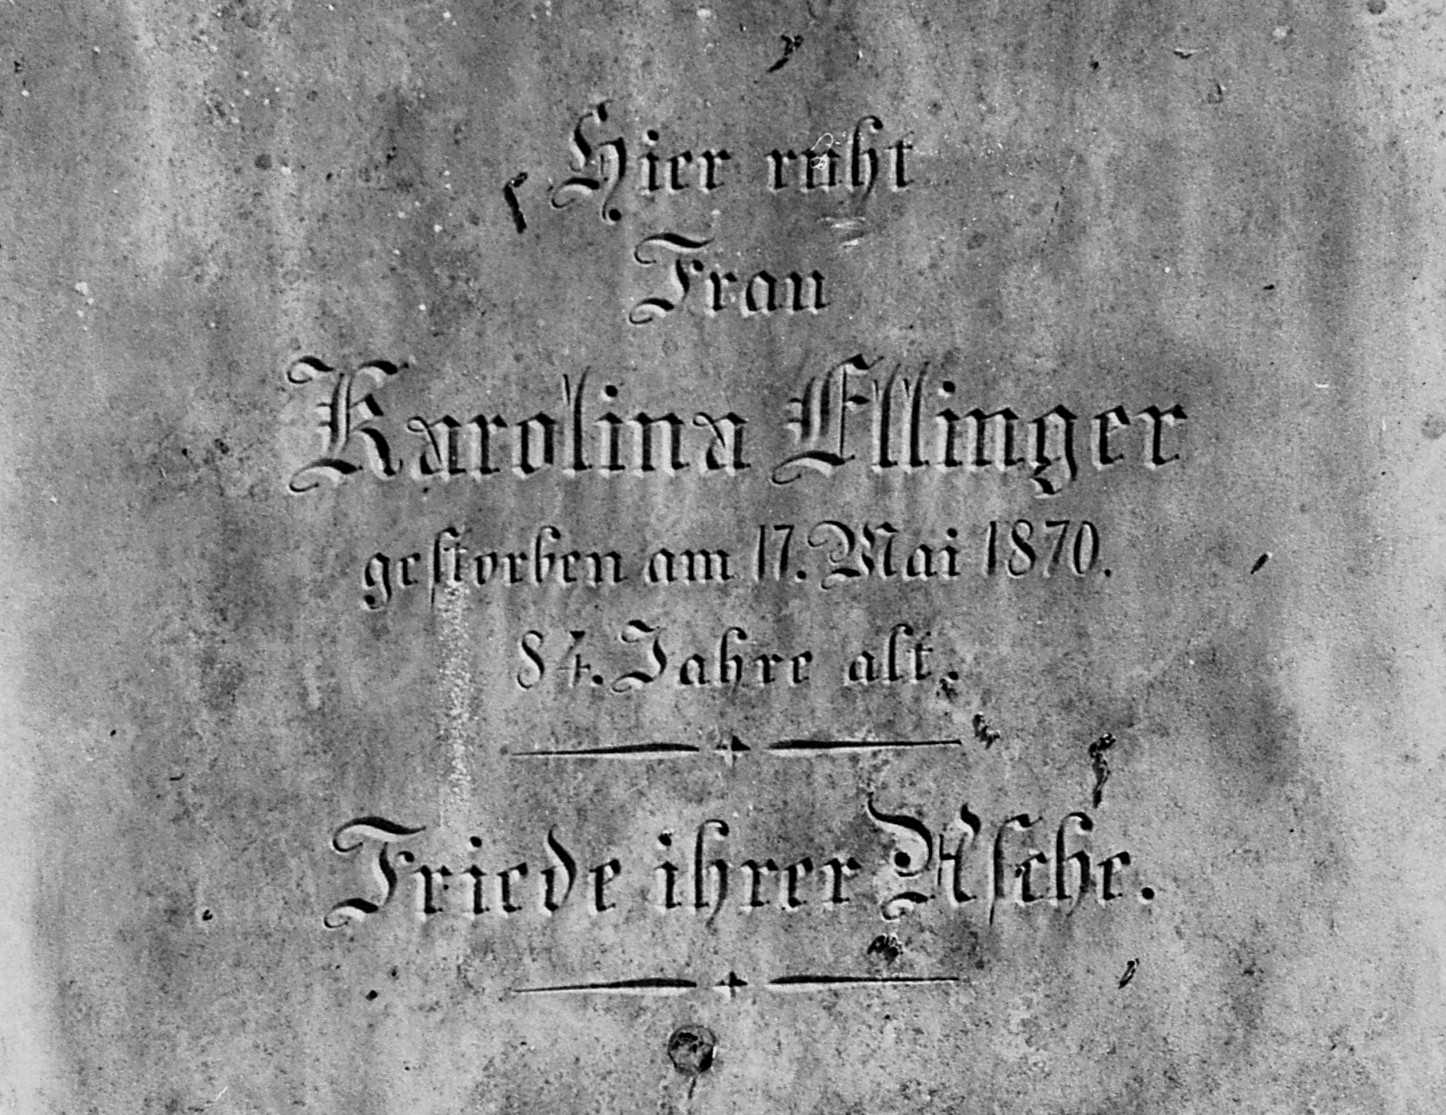 Hier ruht
Frau
Karolina Ellinger
gestorben am 17. Mai 1870.
84. Jahre alt.
Friede ihrer Asche.